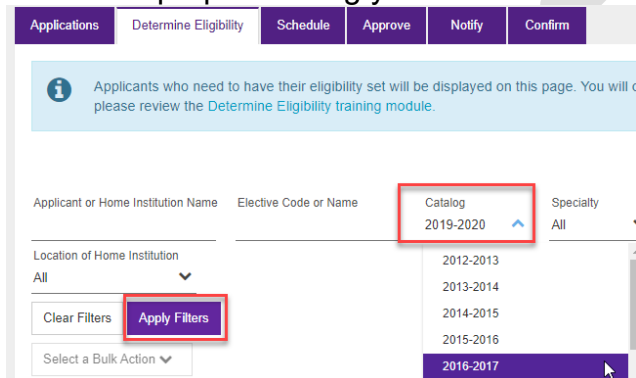 Applications Determine Eligibility Schedule Approve Notify Confirm
Applicants who need to have their eligibility set will be displayed on this page. You will
please review the Determine Eligibility training module.
Applicant or Home Institution Name Elective Code or Name Catalog Specialty
2019-2020 All
Location of Home Institution
All
2012-2013
2013-2014
Clear Filters Apply Filters 2014-2015
2015-2016
Select a Bulk Action 2016-2017